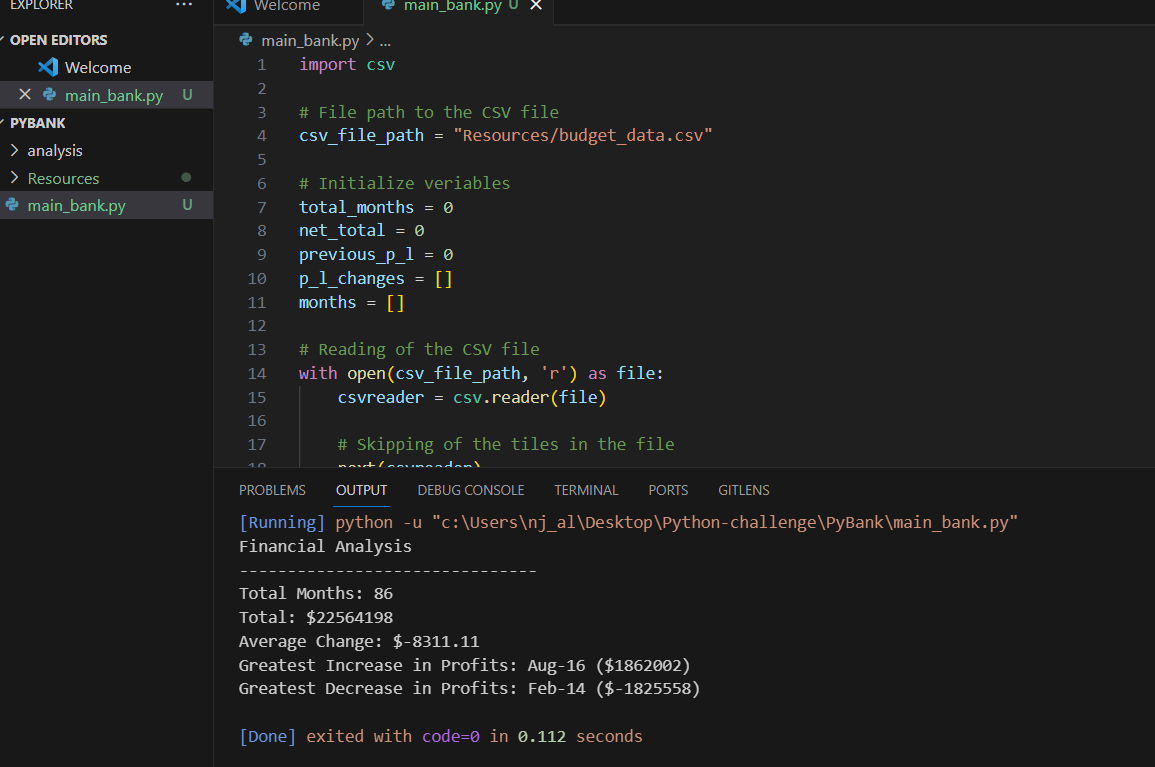 EXPLORER
...
OPEN EDITORS
Welcome
main_bank.py U
PYBANK
analysis
Resources
main_bank.py U
Welcome
main_bank.py U
main_bank.py > ...
1 import csv
2
3 # File path to the CSV file
4 csv_file_path = "Resources/budget_data.csv"
5
6 # Initialize veriables
7 total_months = 0
8 net_total = 0
9 previous_p_l = 0
10 p_l_changes = []
11 months = []
12
13 # Reading of the CSV file
14 with open(csv_file_path, 'r') as file:
15 csvreader = csv.reader(file)
16
17 # Skipping of the tiles in the file
18 next(csvreader)
PROBLEMS OUTPUT DEBUG CONSOLE TERMINAL PORTS GITLENS
[Running] python -u "c:\Users\nj_al\Desktop\Python-challenge\PyBank\main_bank.py"
Financial Analysis
-------------------------------
Total Months: 86
Total: $22564198
Average Change: $-8311.11
Greatest Increase in Profits: Aug-16 ($1862002)
Greatest Decrease in Profits: Feb-14 ($-1825558)
[Done] exited with code=0 in 0.112 seconds